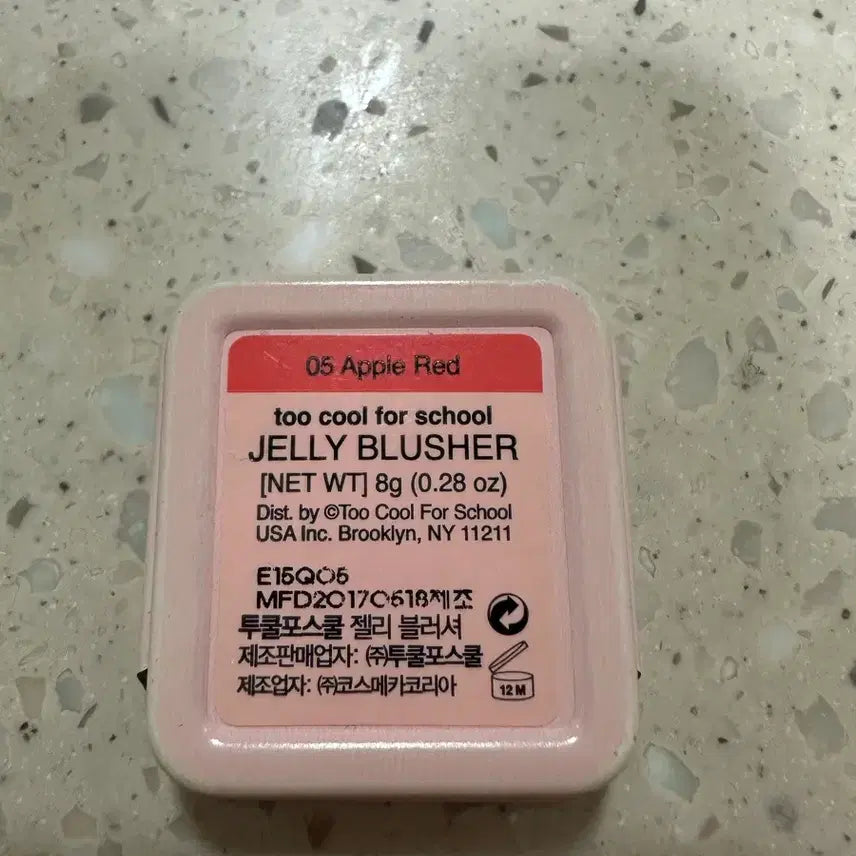 05 Apple Red
too cool for school
JELLY BLUSHER
[NET WT] 8g (0.28 oz)
Dist. by ©Too Cool For School
USA Inc. Brooklyn, NY 11211
E15Q05
MFD20170618제조
투쿨포스쿨 젤리 블러셔
제조판매업자: ㈜투쿨포스쿨
제조업자: ㈜코스메카코리아
12 M